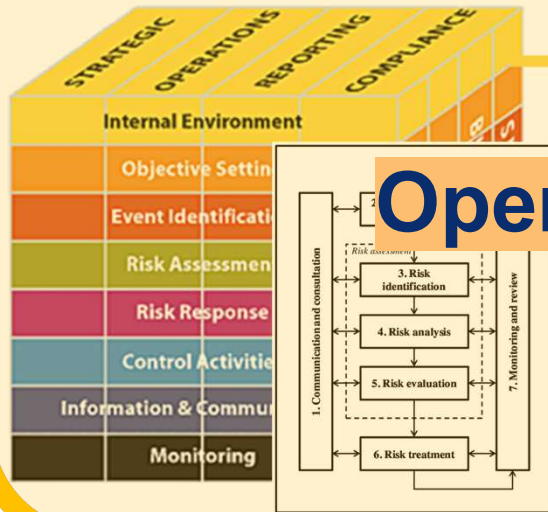 STRATEGIC
OPERATIONS
REPORTING
COMPLIANCE
Internal Environment
Objective Settin
Event Identificati
Risk Assessmen
Risk Response
Control Activitie
Information & Commun
Monitoring
Oper
2
Risk assessment
3. Risk
identification
4. Risk analysis
5. Risk evaluation
6. Risk treatment
1. Communication and consultation
7. Monitoring and review